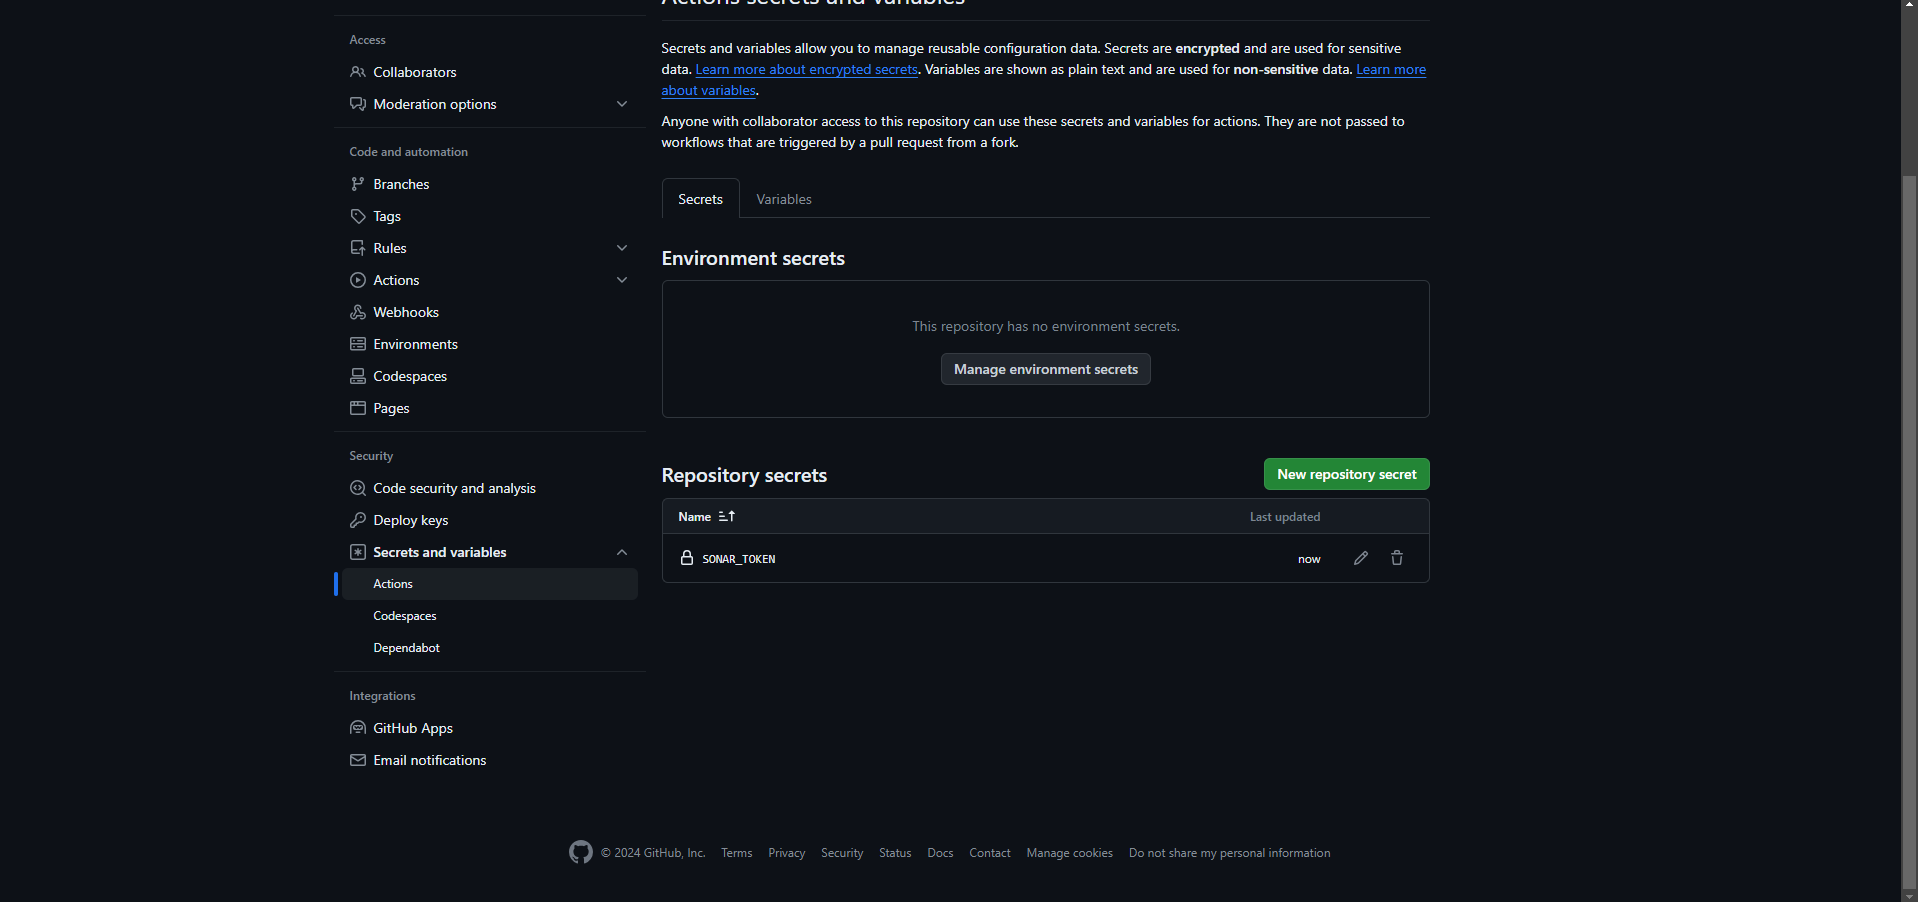 Actions secrets and variables
Access
Collaborators
Moderation options
Code and automation
Branches
Tags
Rules
Actions
Webhooks
Environments
Codespaces
Pages
Security
Code security and analysis
Deploy keys
Secrets and variables
Actions
Codespaces
Dependabot
Integrations
GitHub Apps
Email notifications
Secrets and variables allow you to manage reusable configuration data. Secrets are encrypted and are used for sensitive
data. Learn more about encrypted secrets. Variables are shown as plain text and are used for non-sensitive data. Learn more
about variables.
Anyone with collaborator access to this repository can use these secrets and variables for actions. They are not passed to
workflows that are triggered by a pull request from a fork.
Secrets Variables
Environment secrets
This repository has no environment secrets.
Manage environment secrets
Repository secrets New repository secret
Name Last updated
SONAR_TOKEN now
© 2024 GitHub, Inc. Terms Privacy Security Status Docs Contact Manage cookies Do not share my personal information